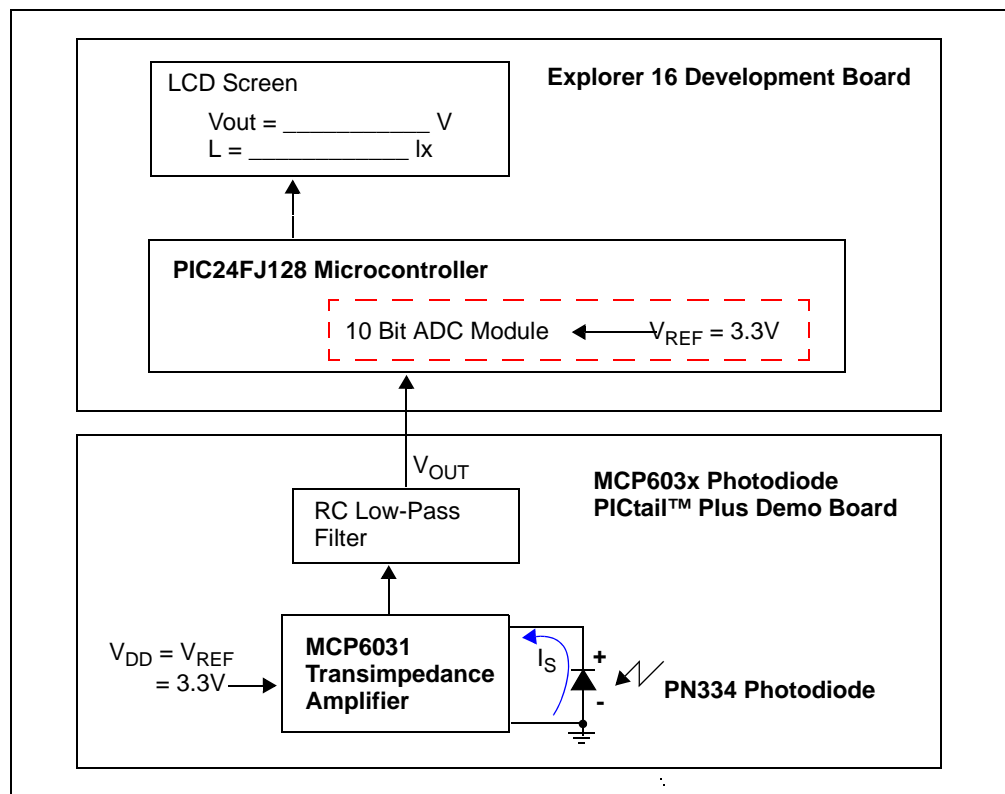 Explorer 16 Development Board
LCD Screen
Vout = ___________ V
L = ____________ lx
PIC24FJ128 Microcontroller
10 Bit ADC Module
VREF = 3.3V
VOUT
MCP603x Photodiode
PICtail™ Plus Demo Board
RC Low-Pass
Filter
VDD = VREF
= 3.3V
MCP6031
Transimpedance
Amplifier
IS
+
-
PN334 Photodiode